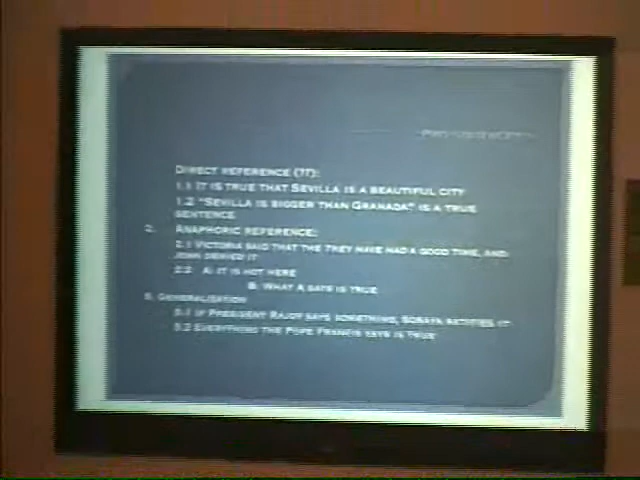 DIRECT REFERENCE (??):
1.1 IT IS TRUE THAT SEVILLA IS A BEAUTIFUL CITY
1.2 "SEVILLA IS BIGGER THAN GRANADA" IS A TRUE
SENTENCE
2. ANAPHORIC REFERENCE:
2.1 VICTORIA SAID THAT THE THEY HAVE HAD A GOOD TIME, AND
JOHN DENIED IT
2.2 A: IT IS HOT HERE
B: WHAT A SAYS IS TRUE
3. GENERALISATION
3.1 IF PRESIDENT RAJOY SAYS SOMETHING, SORAYA RATIFIES IT
3.2 EVERYTHING THE POPE FRANCIS SAYS IS TRUE